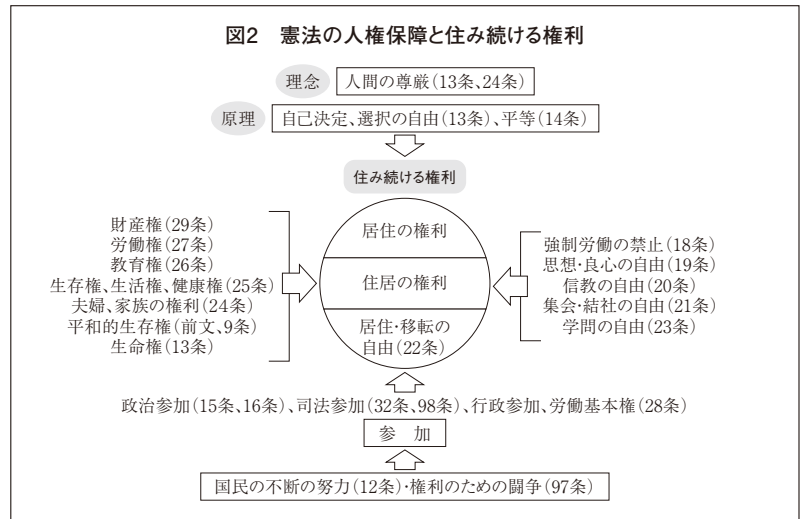 図2　憲法の人権保障と住み続ける権利
理念　人間の尊厳(13条、24条)
原理　自己決定、選択の自由(13条)、平等(14条)
住み続ける権利
財産権(29条)
労働権(27条)
教育権(26条)
生存権、生活権、健康権(25条)
夫婦、家族の権利(24条)
平和的生存権(前文、9条)
生命権(13条)
居住の権利
住居の権利
居住・移転の
自由(22条)
強制労働の禁止(18条)
思想・良心の自由(19条)
信教の自由(20条)
集会・結社の自由(21条)
学問の自由(23条)
政治参加(15条、16条)、司法参加(32条、98条)、行政参加、労働基本権(28条)
参　加
国民の不断の努力(12条)・権利のための闘争(97条)